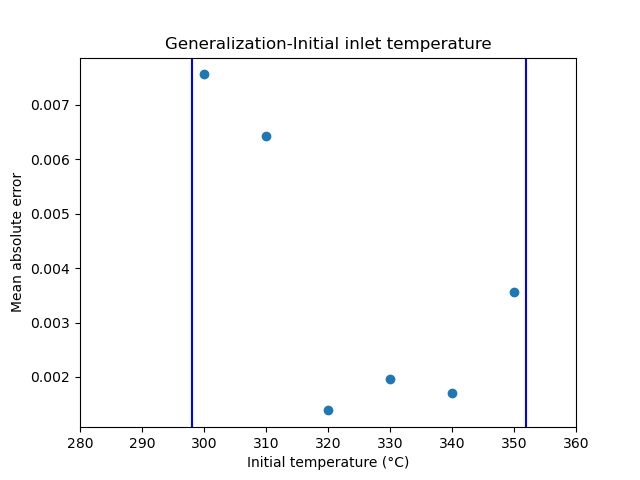 Generalization-Initial inlet temperature
Mean absolute error
0.007
0.006
0.005
0.004
0.003
0.002
280 290 300 310 320 330 340 350 360
Initial temperature (°C)